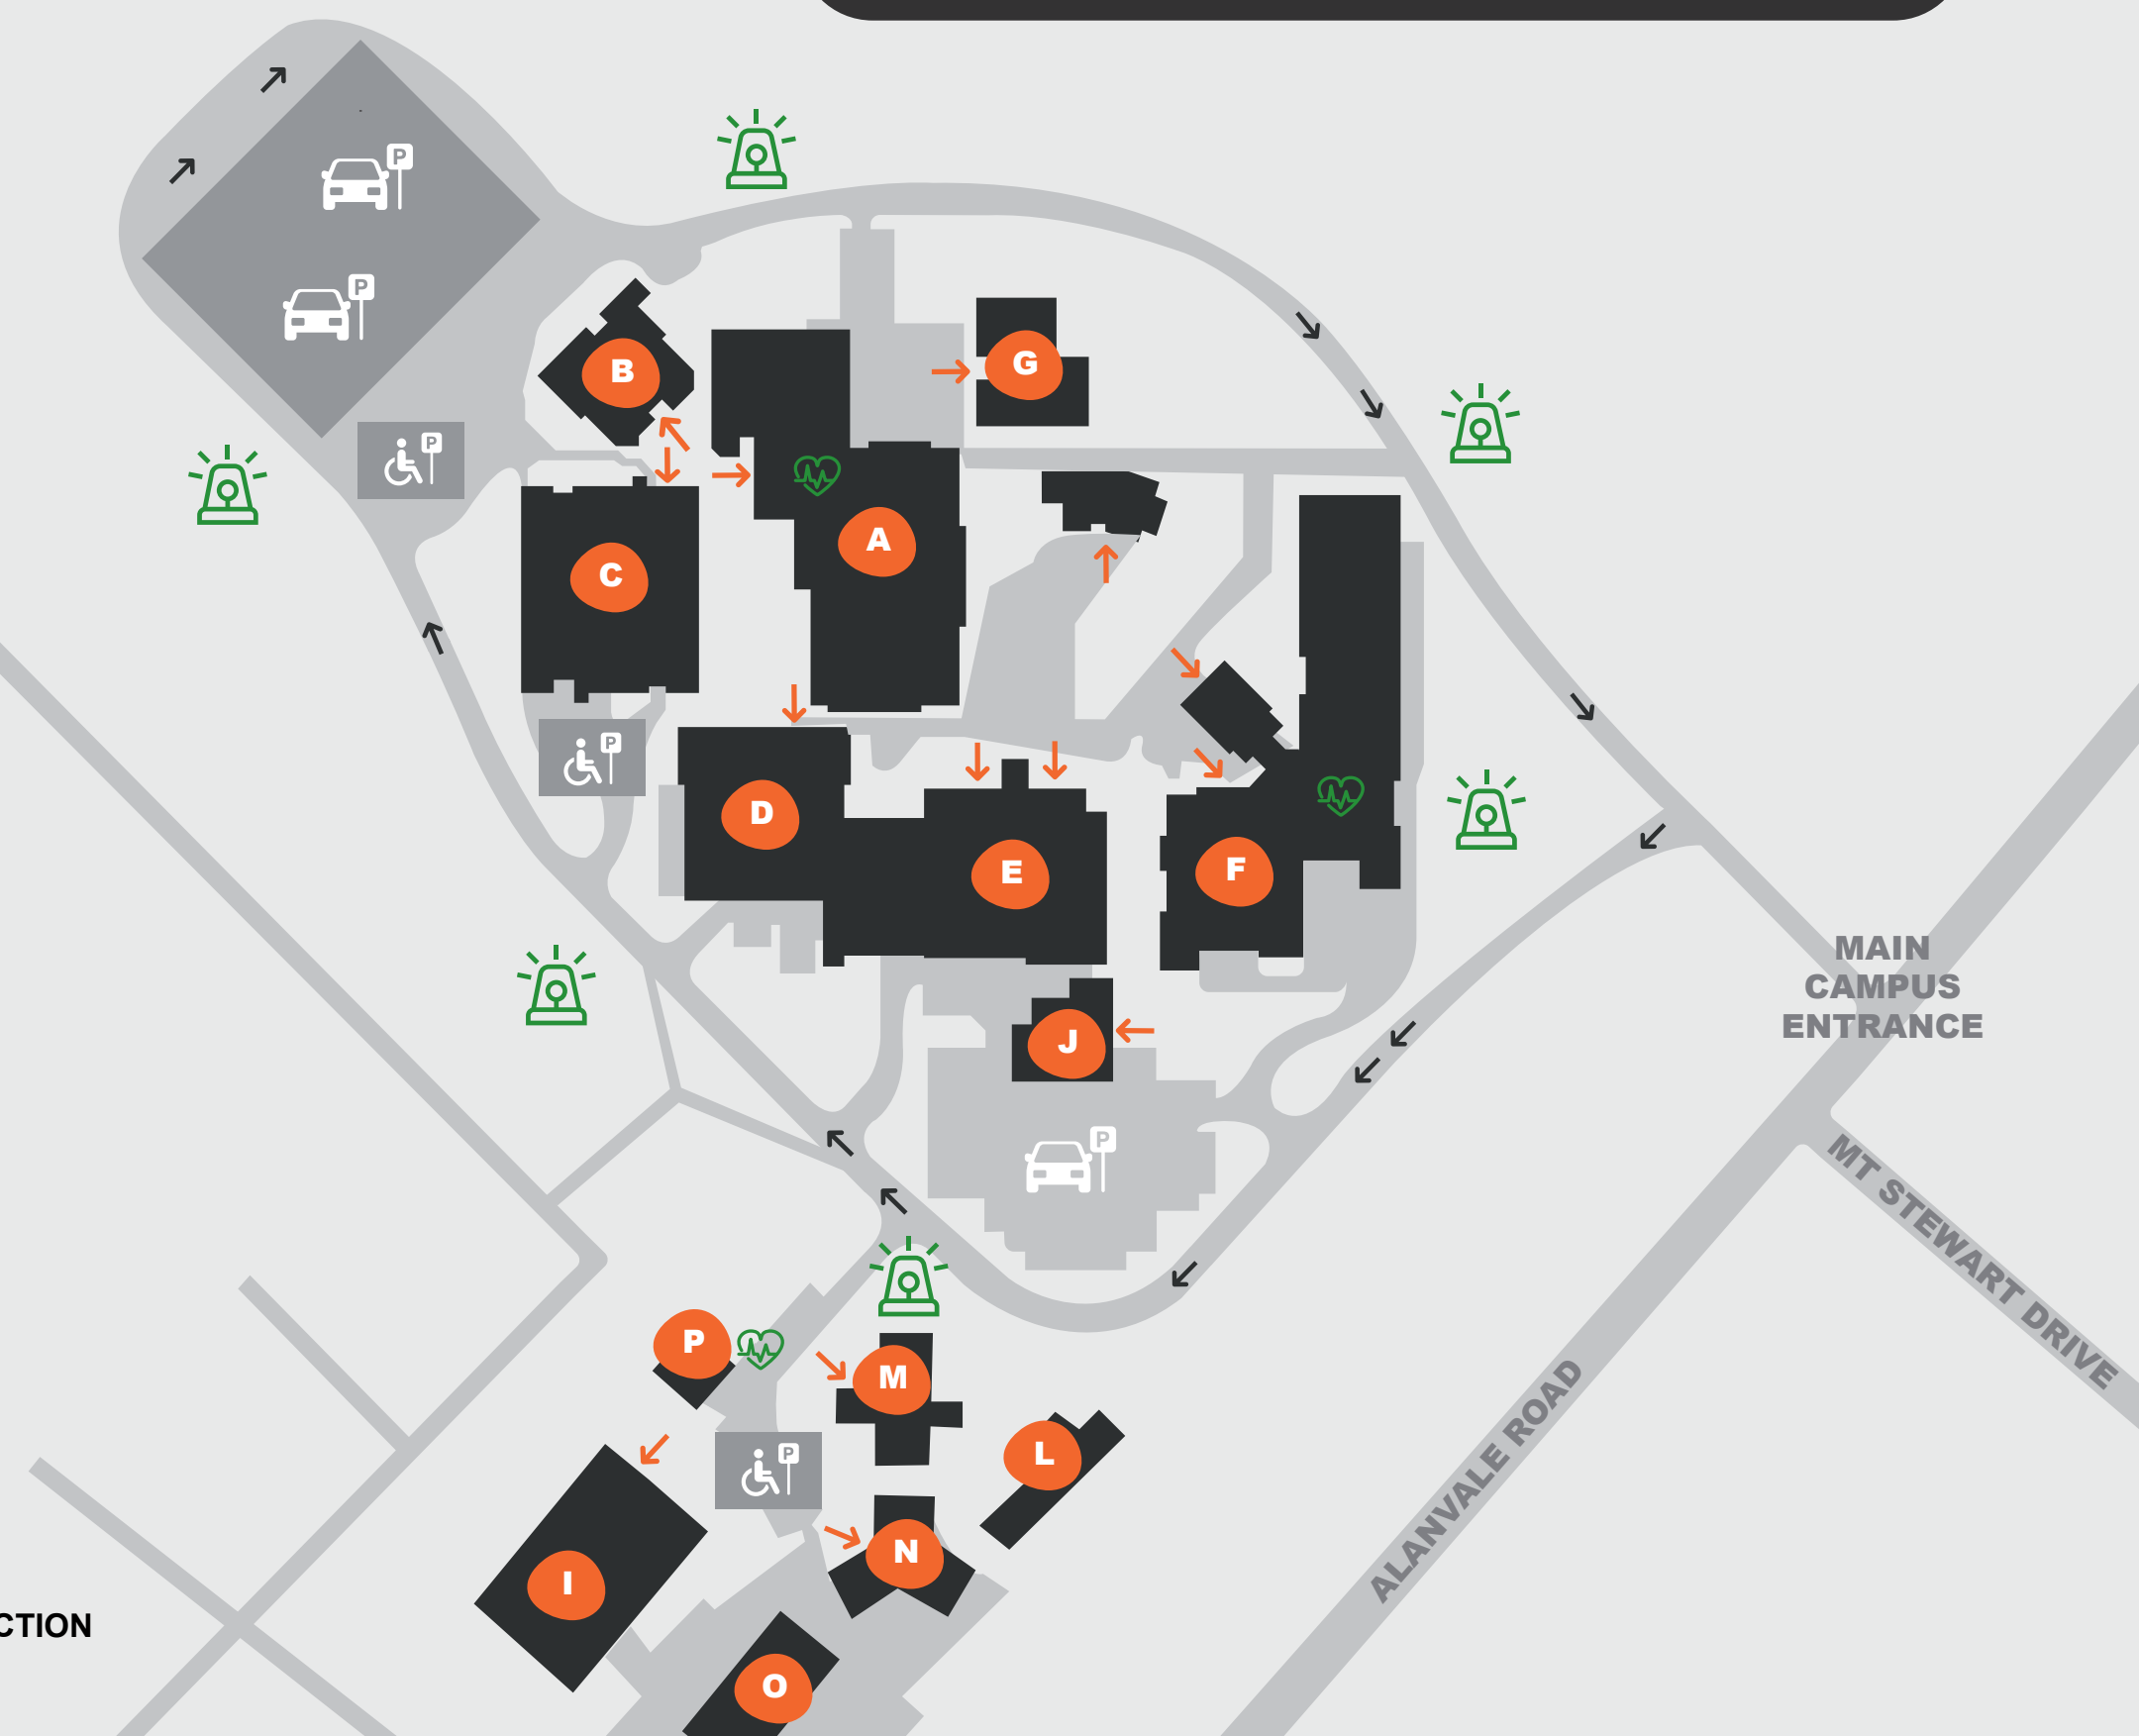 P
P
B
G
P
A
C
P
D
E
F
MAIN
CAMPUS
ENTRANCE
J
P
MT STEWART DRIVE
P
M
ALANVALE ROAD
L
P
N
I
CTION
O